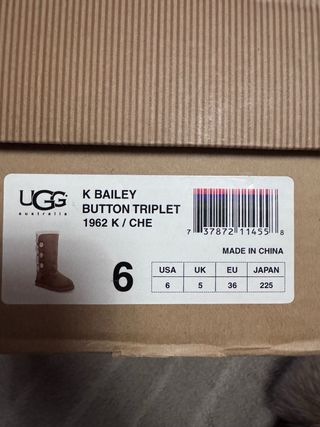 UGG
australia
K BAILEY
BUTTON TRIPLET
1962 K / CHE
7 37872 11455 8
MADE IN CHINA
6
USA UK EU JAPAN
6 5 36 225